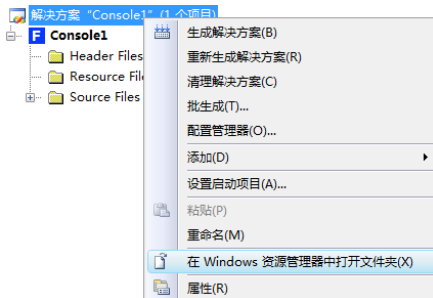 解决方案 "Console1" (1 个项目)
Console1
Header Files
Resource Fil
Source Files
生成解决方案(B)
重新生成解决方案(R)
清理解决方案(C)
批生成(T)...
配置管理器(O)...
添加(D)
设置启动项目(A)...
粘贴(P)
重命名(M)
在 Windows 资源管理器中打开文件夹(X)
属性(R)